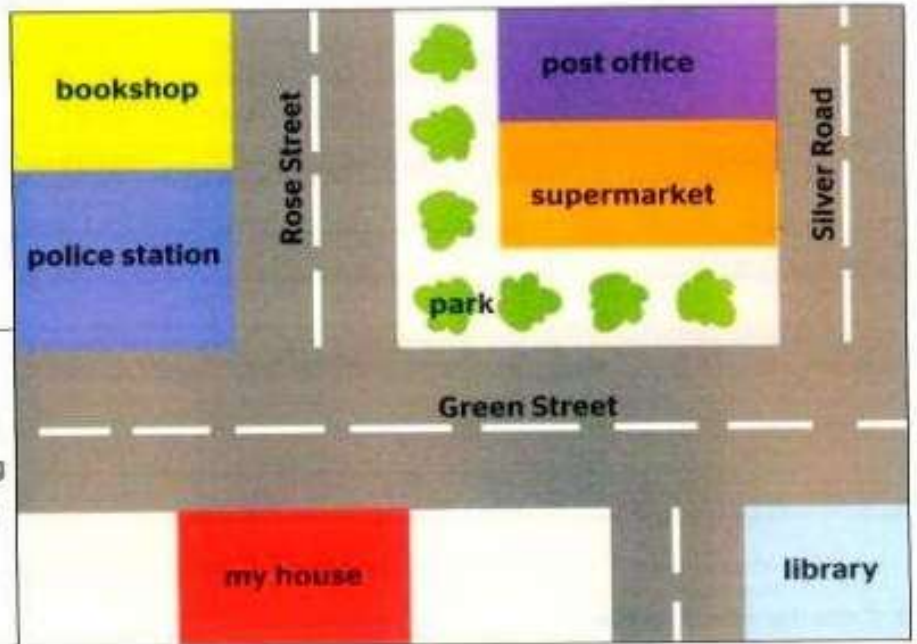 bookshop
post office
Rose Street
Silver Road
supermarket
police station
park
Green Street
my house
library